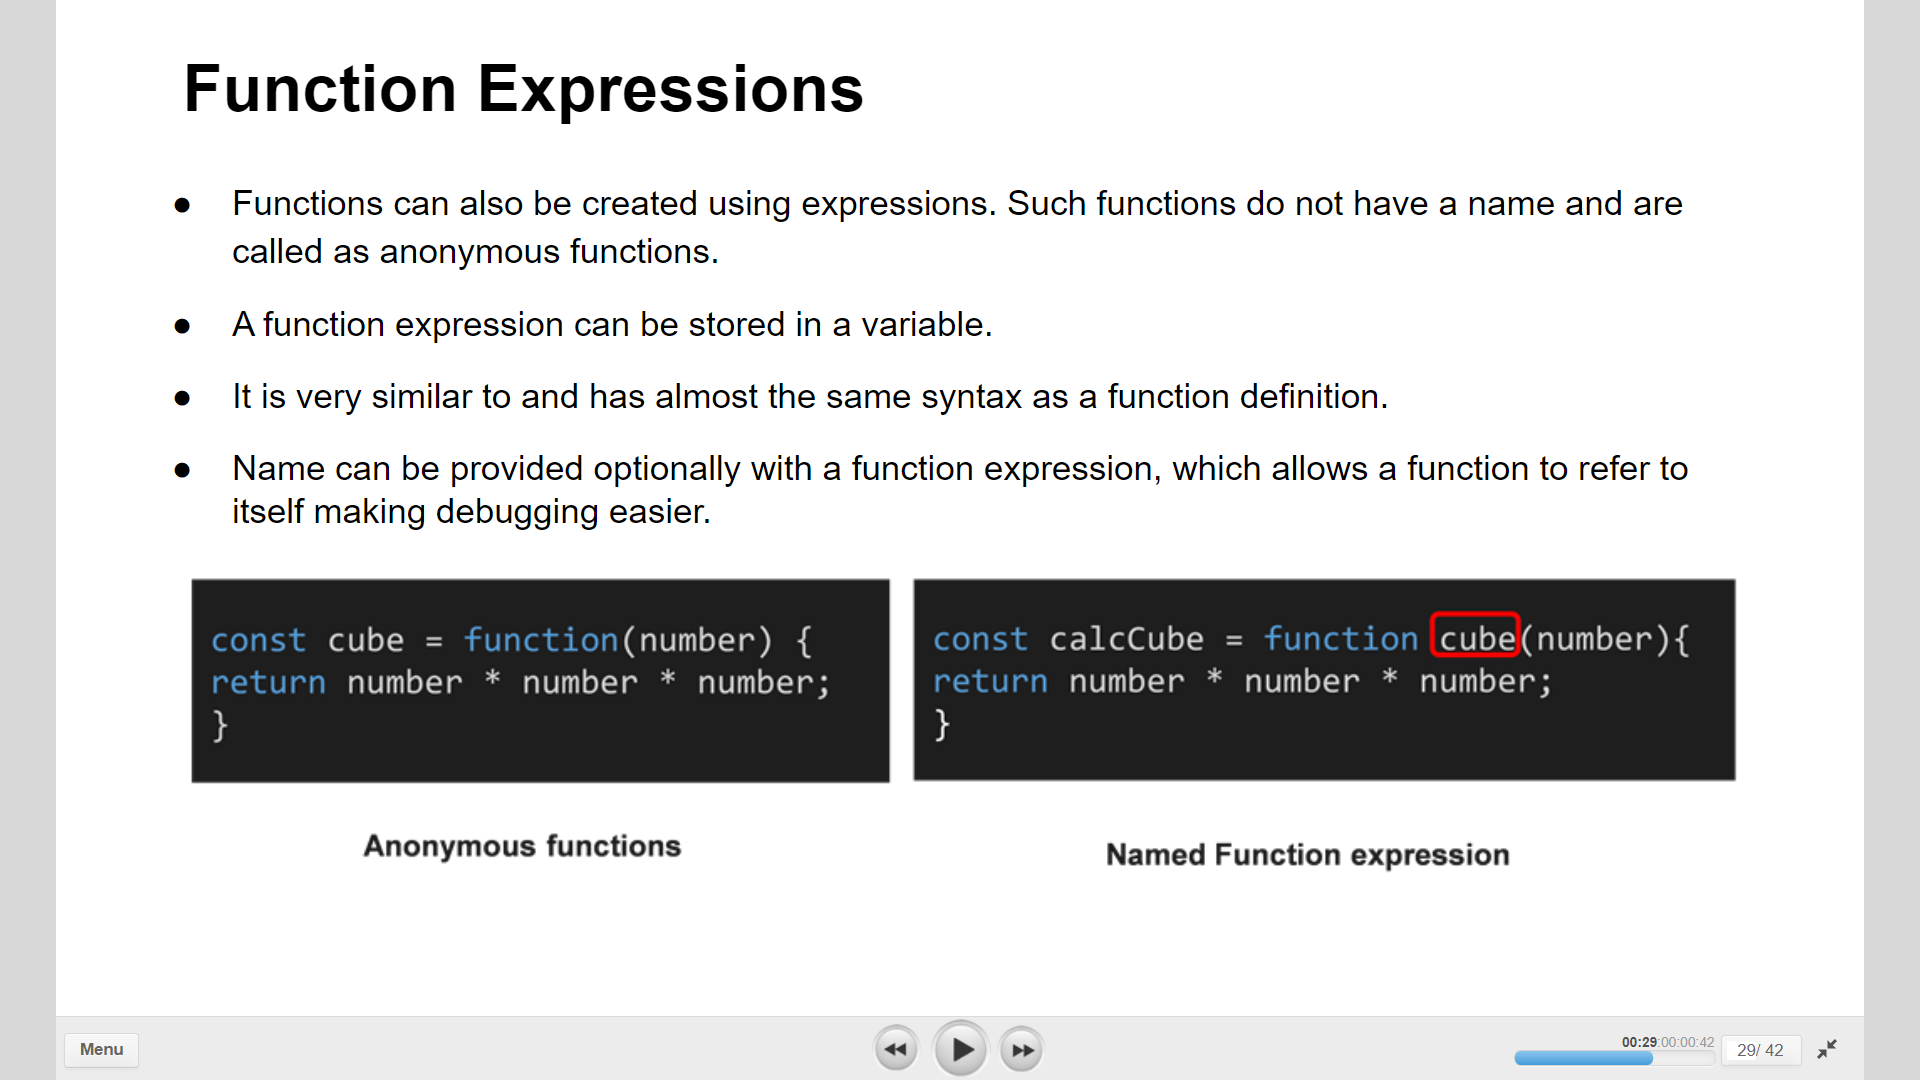 Function Expressions
● Functions can also be created using expressions. Such functions do not have a name and are
called as anonymous functions.
● A function expression can be stored in a variable.
● It is very similar to and has almost the same syntax as a function definition.
● Name can be provided optionally with a function expression, which allows a function to refer to
itself making debugging easier.
const cube = function(number) {
return number * number * number;
}
Anonymous functions
const calcCube = function cube(number){
return number * number * number;
}
Named Function expression
Menu
00:29:00:00:42
29/ 42